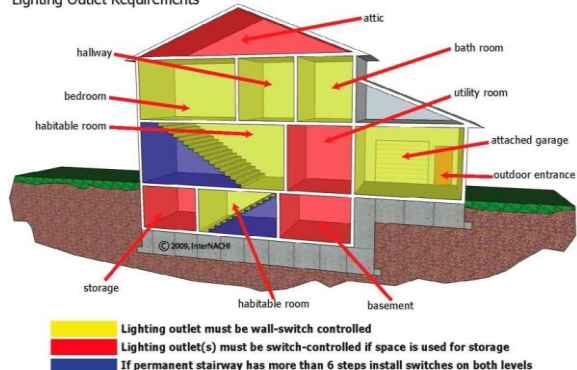 Lighting Outlet Requirements
attic
hallway
bath room
bedroom
utility room
habitable room
attached garage
outdoor entrance
© 2009, InterNACHI
storage
habitable room
basement
Lighting outlet must be wall-switch controlled
Lighting outlet(s) must be switch-controlled if space is used for storage
If permanent stairway has more than 6 steps install switches on both levels